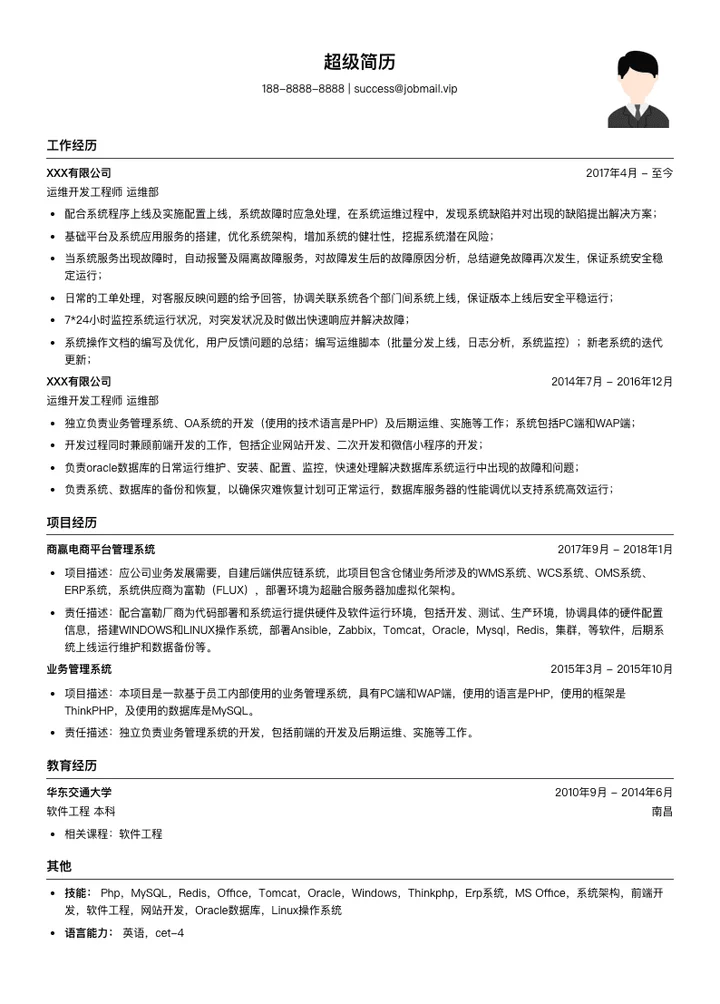 超级简历
188-8888-8888 | success@jobmail.vip
工作经历
XXX有限公司 2017年4月 – 至今
运维开发工程师 运维部
• 配合系统程序上线及实施配置上线，系统故障时应急处理，在系统运维过程中，发现系统缺陷并对出现的缺陷提出解决方案；
• 基础平台及系统应用服务的搭建，优化系统架构，增加系统的健壮性，挖掘系统潜在风险；
• 当系统服务出现故障时，自动报警及隔离故障服务，对故障发生后的故障原因分析，总结避免故障再次发生，保证系统安全稳
定运行；
• 日常的工单处理，对客服反映问题的给予回答，协调关联系统各个部门间系统上线，保证版本上线后安全平稳运行；
• 7*24小时监控系统运行状况，对突发状况及时做出快速响应并解决故障；
• 系统操作文档的编写及优化，用户反馈问题的总结；编写运维脚本（批量分发上线，日志分析，系统监控）；新老系统的迭代
更新；
XXX有限公司 2014年7月 – 2016年12月
运维开发工程师 运维部
• 独立负责业务管理系统、OA系统的开发（使用的技术语言是PHP）及后期运维、实施等工作；系统包括PC端和WAP端；
• 开发过程同时兼顾前端开发的工作，包括企业网站开发、二次开发和微信小程序的开发；
• 负责oracle数据库的日常运行维护、安装、配置、监控，快速处理解决数据库系统运行中出现的故障和问题；
• 负责系统、数据库的备份和恢复，以确保灾难恢复计划可正常运行，数据库服务器的性能调优以支持系统高效运行；
项目经历
商赢电商平台管理系统 2017年9月 – 2018年1月
• 项目描述：应公司业务发展需要，自建后端供应链系统，此项目包含仓储业务所涉及的WMS系统、WCS系统、OMS系统、
ERP系统，系统供应商为富勒（FLUX），部署环境为超融合服务器加虚拟化架构。
• 责任描述：配合富勒厂商为代码部署和系统运行提供硬件及软件运行环境，包括开发、测试、生产环境，协调具体的硬件配置
信息，搭建WINDOWS和LINUX操作系统，部署Ansible，Zabbix，Tomcat，Oracle，Mysql，Redis，集群，等软件，后期系
统上线运行维护和数据备份等。
业务管理系统 2015年3月 – 2015年10月
• 项目描述：本项目是一款基于员工内部使用的业务管理系统，具有PC端和WAP端，使用的语言是PHP，使用的框架是
ThinkPHP，及使用的数据库是MySQL。
• 责任描述：独立负责业务管理系统的开发，包括前端的开发及后期运维、实施等工作。
教育经历
华东交通大学 2010年9月 – 2014年6月
软件工程 本科 南昌
• 相关课程：软件工程
其他
• 技能： Php，MySQL，Redis，Office，Tomcat，Oracle，Windows，Thinkphp，Erp系统，MS Office，系统架构，前端开
发，软件工程，网站开发，Oracle数据库，Linux操作系统
• 语言能力： 英语，cet-4